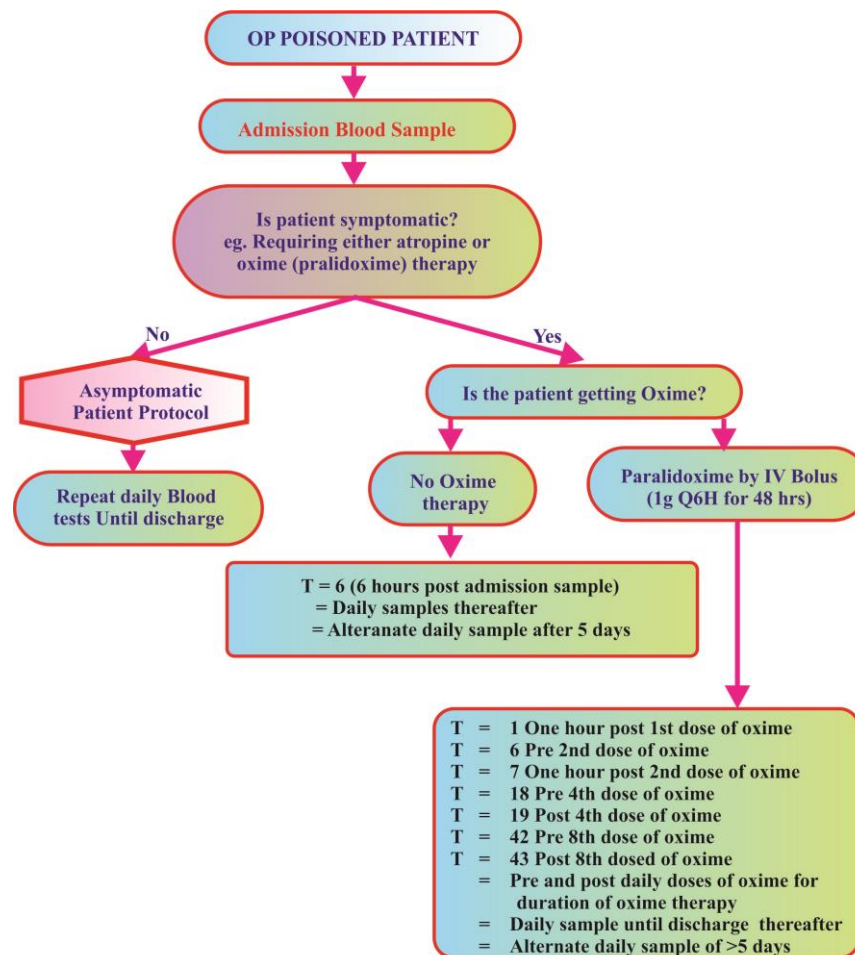 OP POISONED PATIENT
Admission Blood Sample
Is patient symptomatic?
eg. Requiring either atropine or
oxime (pralidoxime) therapy
No
Yes
Asymptomatic
Patient Protocol
Is the patient getting Oxime?
Repeat daily Blood
tests Until discharge
No Oxime
therapy
Paralidoxime by IV Bolus
(1g Q6H for 48 hrs)
T = 6 (6 hours post admission sample)
= Daily samples thereafter
= Alteranate daily sample after 5 days
T = 1 One hour post 1st dose of oxime
T = 6 Pre 2nd dose of oxime
T = 7 One hour post 2nd dose of oxime
T = 18 Pre 4th dose of oxime
T = 19 Post 4th dose of oxime
T = 42 Pre 8th dose of oxime
T = 43 Post 8th dosed of oxime
= Pre and post daily doses of oxime for
duration of oxime therapy
= Daily sample until discharge thereafter
= Alternate daily sample of >5 days